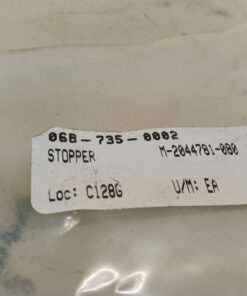 06B-735-0002
STOPPER M-2044781-080
Loc: C128G U/M: EA